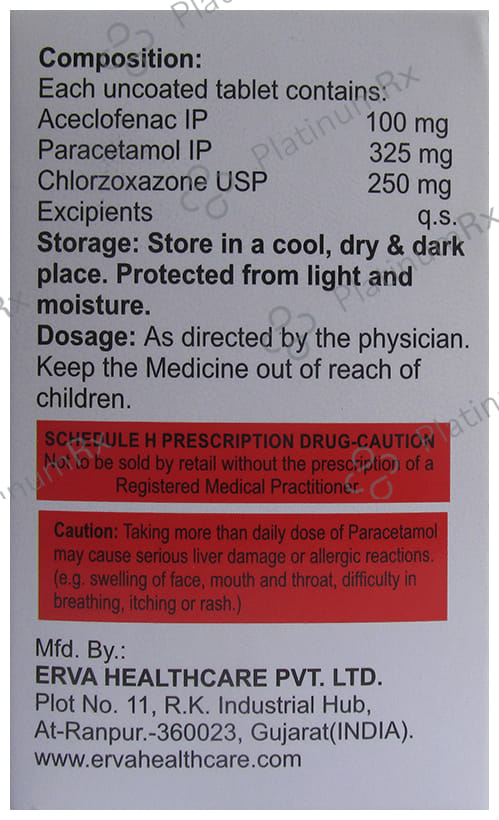 Composition:
Each uncoated tablet contains:
Aceclofenac IP 100 mg
Paracetamol IP 325 mg
Chlorzoxazone USP 250 mg
Excipients q.s.
Storage: Store in a cool, dry & dark
place. Protected from light and
moisture.
Dosage: As directed by the physician.
Keep the Medicine out of reach of
children.
SCHEDULE H PRESCRIPTION DRUG-CAUTION
Not to be sold by retail without the prescription of a
Registered Medical Practitioner.
Caution: Taking more than daily dose of Paracetamol
may cause serious liver damage or allergic reactions.
(e.g. swelling of face, mouth and throat, difficulty in
breathing, itching or rash.)
Mfd. By.:
ERVA HEALTHCARE PVT. LTD.
Plot No. 11, R.K. Industrial Hub,
At-Ranpur.-360023, Gujarat(INDIA).
www.ervahealthcare.com
PlatinumRx
PlatinumRx
PlatinumRx